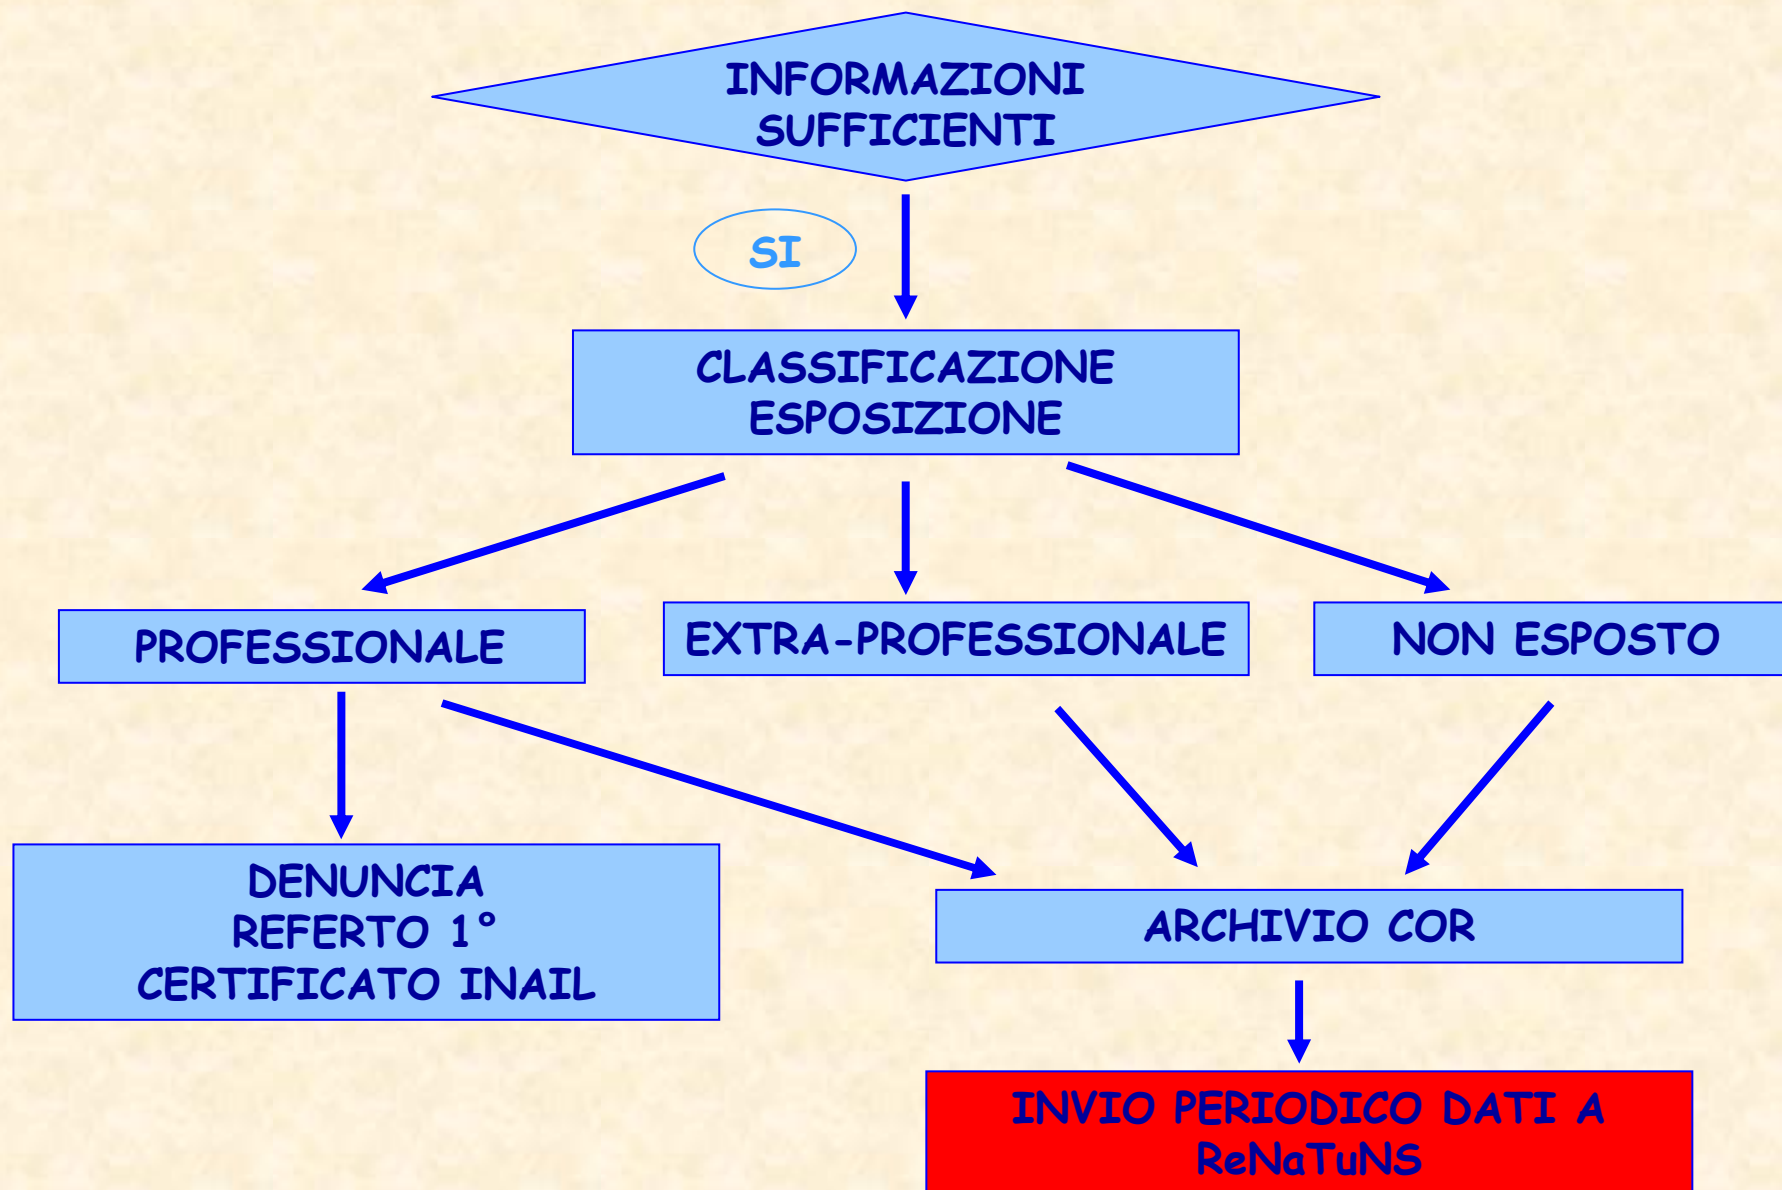 INFORMAZIONI
SUFFICIENTI
SI
CLASSIFICAZIONE
ESPOSIZIONE
PROFESSIONALE
EXTRA-PROFESSIONALE
NON ESPOSTO
DENUNCIA
REFERTO 1°
CERTIFICATO INAIL
ARCHIVIO COR
INVIO PERIODICO DATI A
ReNaTuNS